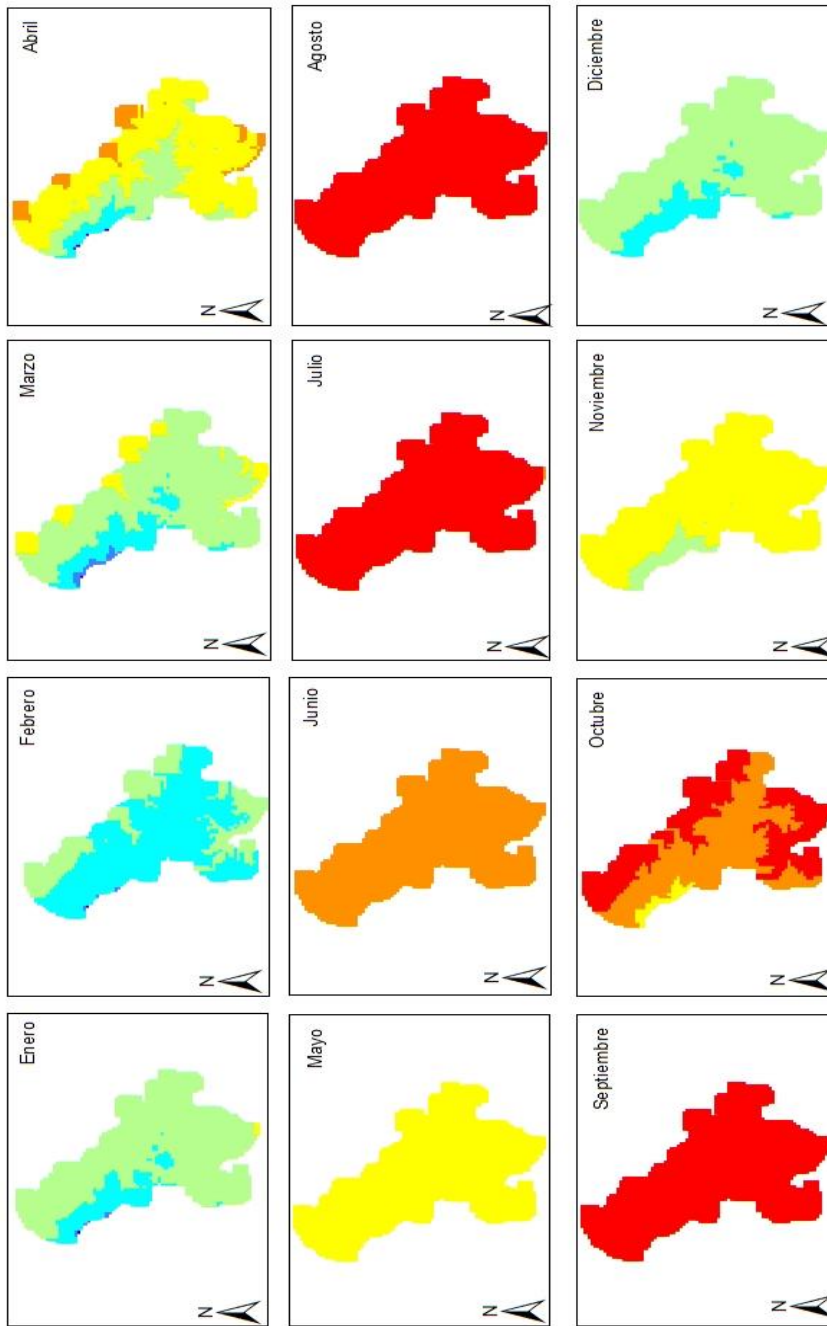 Enero
N
Febrero
N
Marzo
N
Abril
N
Mayo
N
Junio
N
Julio
N
Agosto
N
Septiembre
N
Octubre
N
Noviembre
N
Diciembre
N